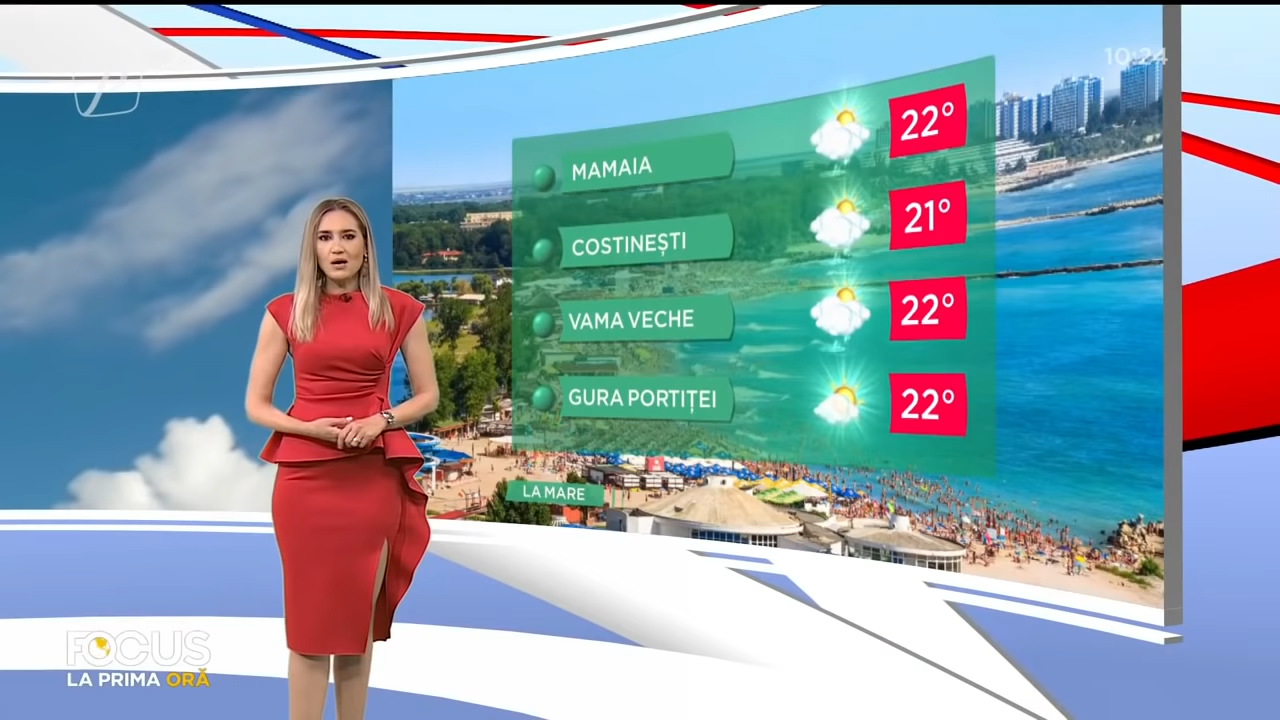 10:24
MAMAIA 22°
COSTINEȘTI 21°
VAMA VECHE 22°
GURA PORTIȚEI 22°
LA MARE
FOCUS
LA PRIMA ORĂ